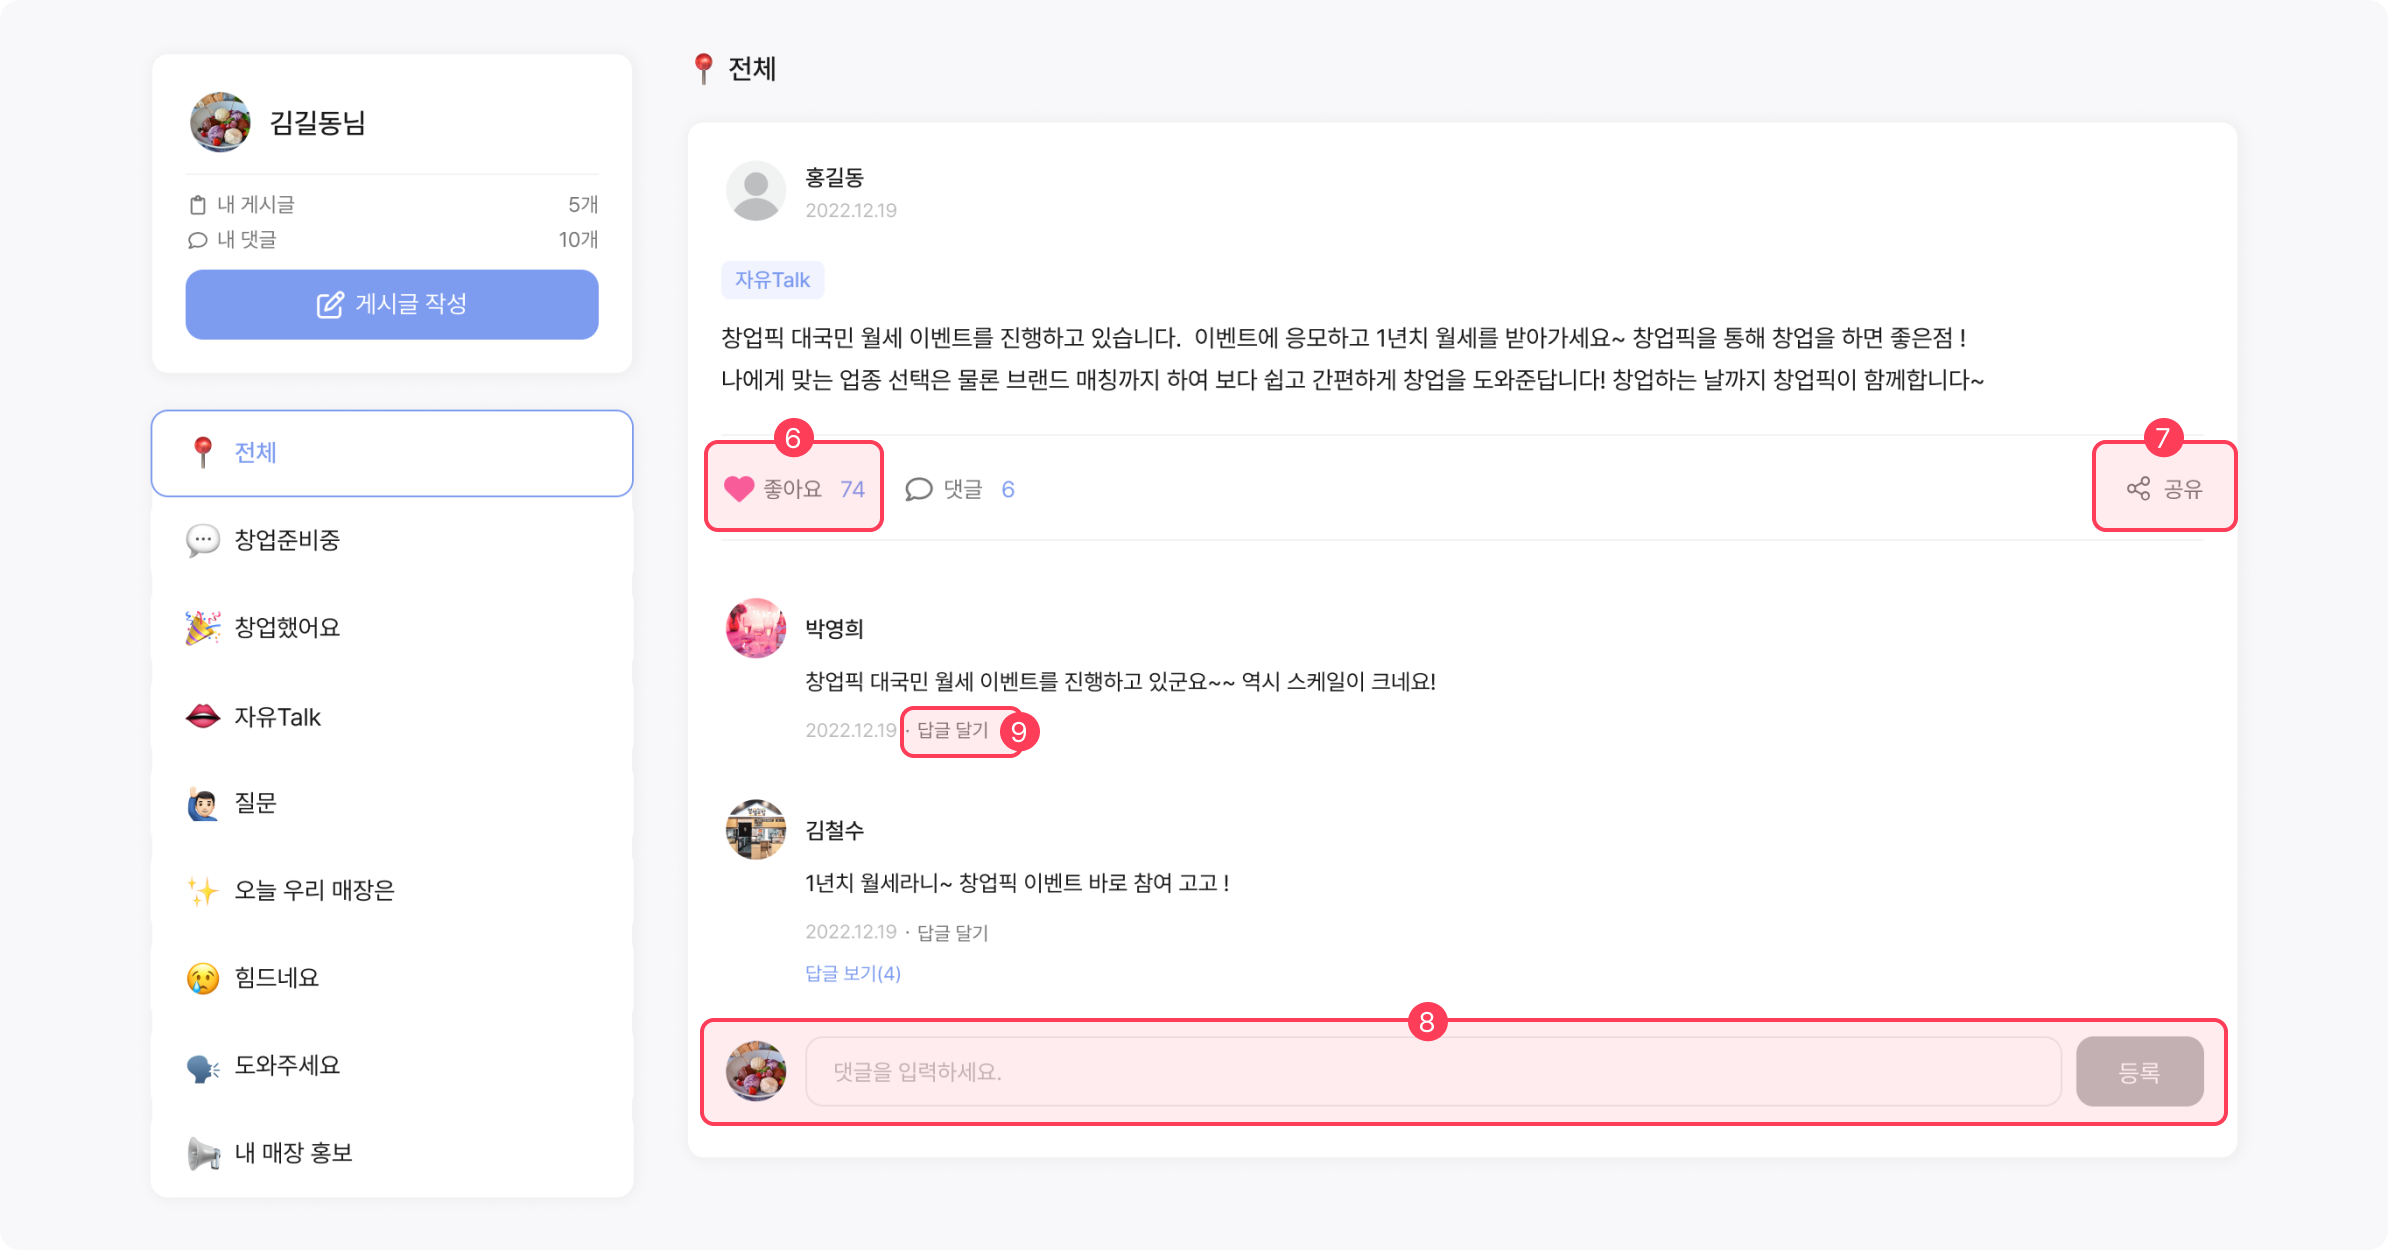 김길동님
내 게시글 5개
내 댓글 10개
게시글 작성
전체
창업준비중
창업했어요
자유Talk
질문
오늘 우리 매장은
힘드네요
도와주세요
내 매장 홍보
전체
홍길동
2022.12.19
자유Talk
창업픽 대국민 월세 이벤트를 진행하고 있습니다. 이벤트에 응모하고 1년치 월세를 받아가세요~ 창업픽을 통해 창업을 하면 좋은점 !
나에게 맞는 업종 선택은 물론 브랜드 매칭까지 하여 보다 쉽고 간편하게 창업을 도와준답니다! 창업하는 날까지 창업픽이 함께합니다~
6 7
좋아요 74 댓글 6 공유
박영희
창업픽 대국민 월세 이벤트를 진행하고 있군요~~ 역시 스케일이 크네요!
2022.12.19 · 답글 달기 9
김철수
1년치 월세라니~ 창업픽 이벤트 바로 참여 고고 !
2022.12.19 · 답글 달기
답글 보기(4)
8
댓글을 입력하세요. 등록